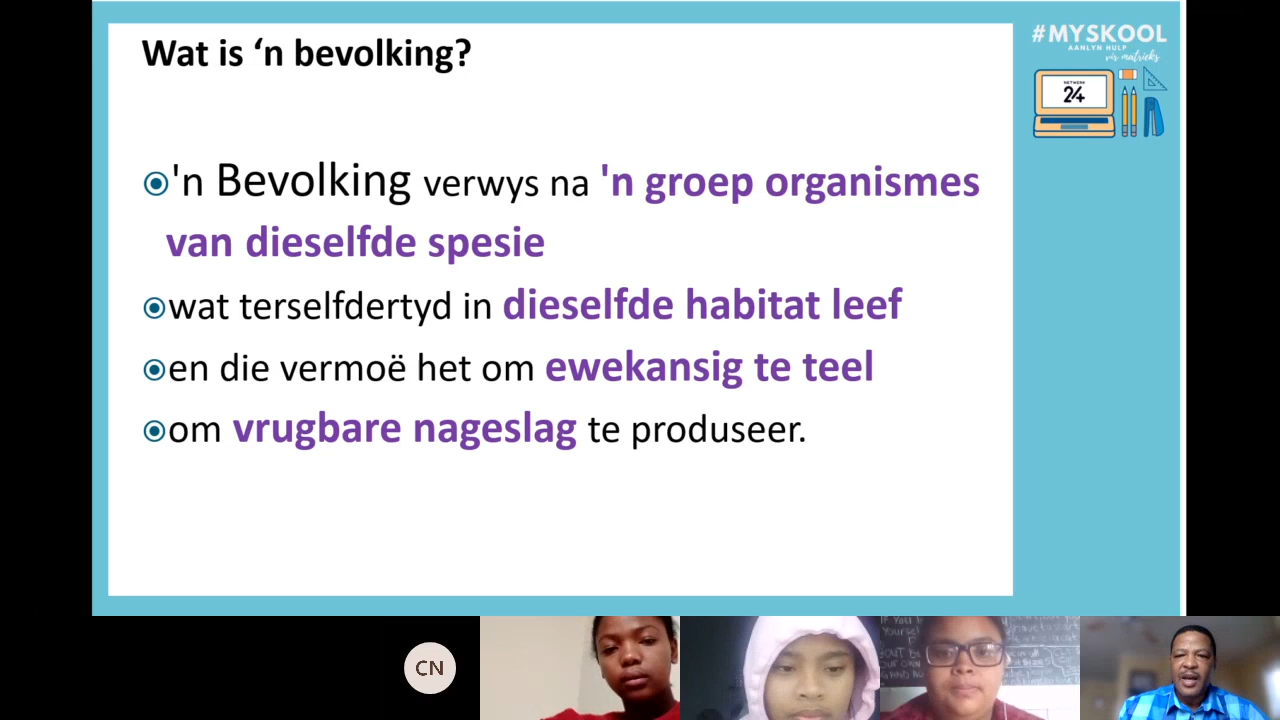 Wat is ‘n bevolking?
#MYSKOOL
AANLYN HULP
vir matrieks
NETWERK
24
'n Bevolking verwys na 'n groep organismes
van dieselfde spesie
wat terselfdertyd in dieselfde habitat leef
en die vermoë het om ewekansig te teel
om vrugbare nageslag te produseer.
CN
IF YOU